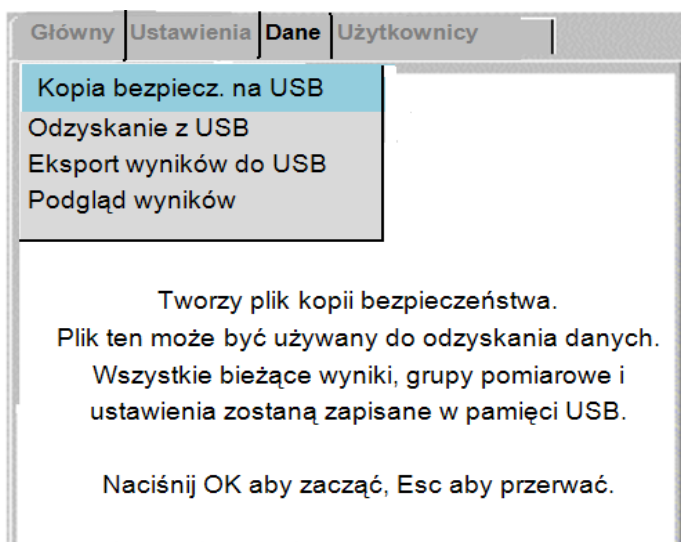 Główny Ustawienia Dane Użytkownicy
Kopia bezpiecz. na USB
Odzyskanie z USB
Eksport wyników do USB
Podgląd wyników
Tworzy plik kopii bezpieczeństwa.
Plik ten może być używany do odzyskania danych.
Wszystkie bieżące wyniki, grupy pomiarowe i
ustawienia zostaną zapisane w pamięci USB.
Naciśnij OK aby zacząć, Esc aby przerwać.